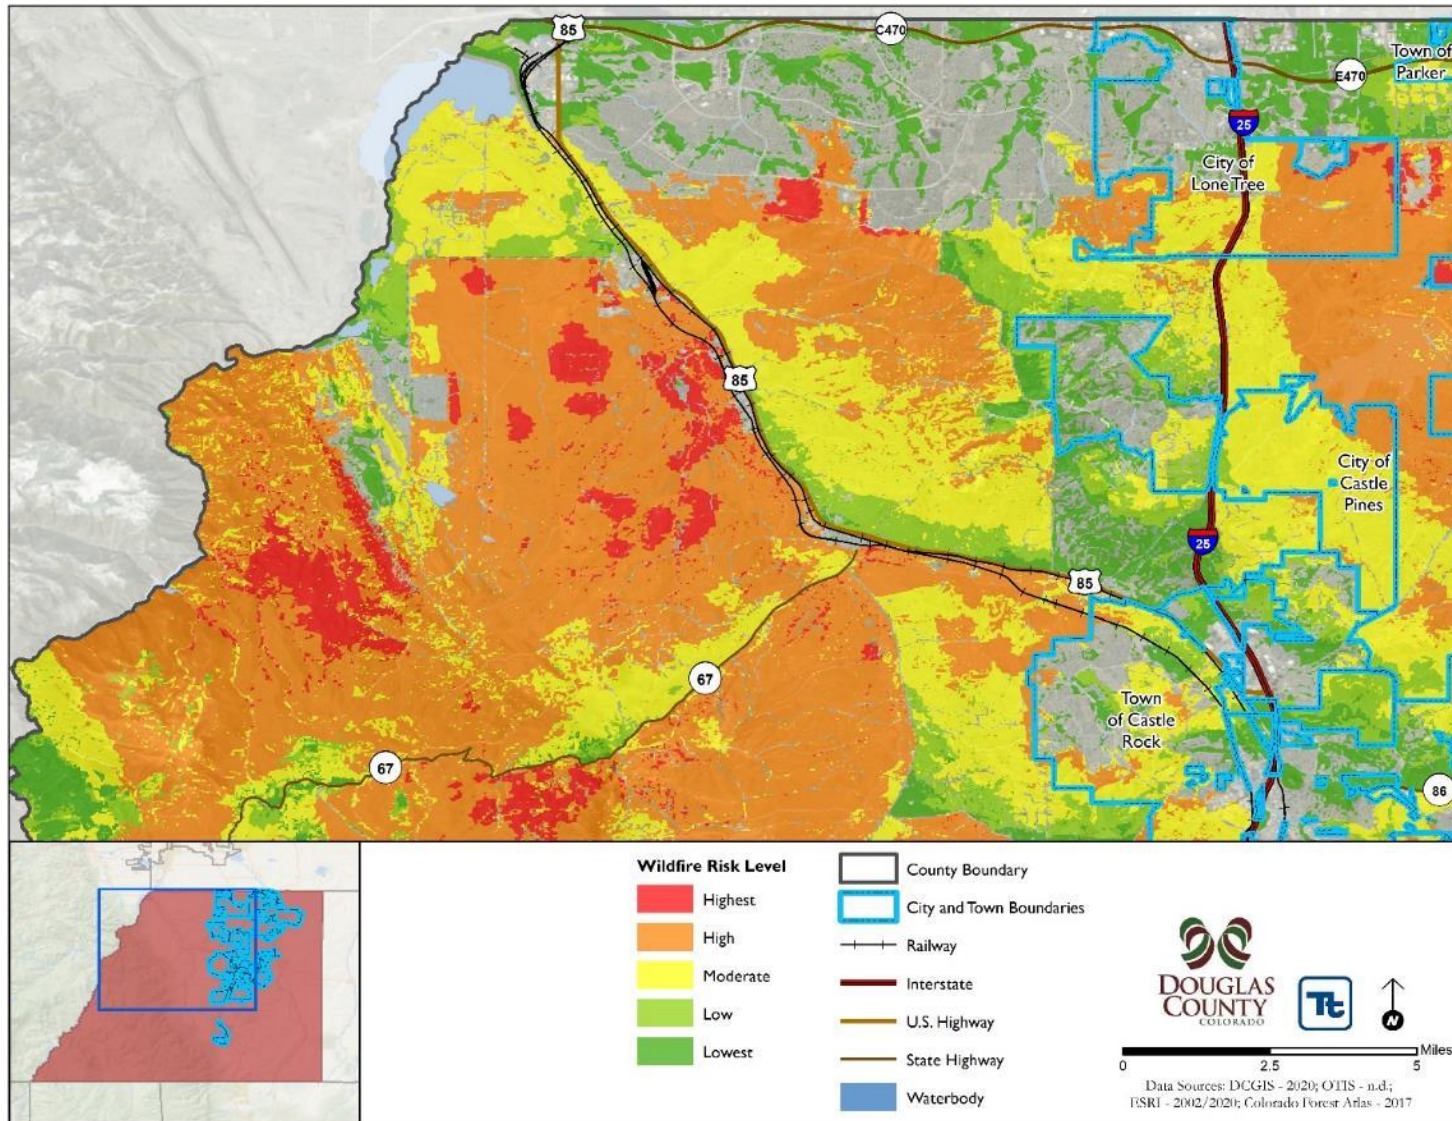 85
C470
Town of
Parker
E470
25
City of
Lone Tree
85
City of
Castle
Pines
25
85
67
Town
of Castle
Rock
67
86
Wildfire Risk Level
Highest
High
Moderate
Low
Lowest
County Boundary
City and Town Boundaries
Railway
Interstate
U.S. Highway
State Highway
Waterbody
DOUGLAS
COUNTY
COLORADO
Tt
N
Miles
0 2.5 5
Data Sources: DCGIS - 2020; OTIS - n.d.;
ESRI - 2002/2020; Colorado Forest Atlas - 2017